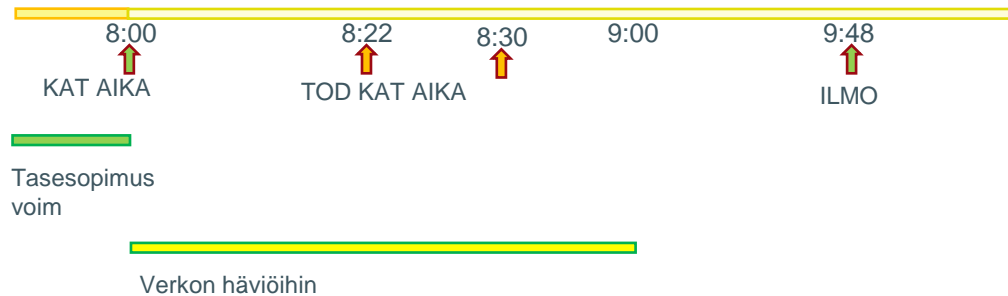 8:00 8:22 8:30 9:00 9:48
KAT AIKA TOD KAT AIKA ILMO
Tasesopimus
voim
Verkon häviöihin